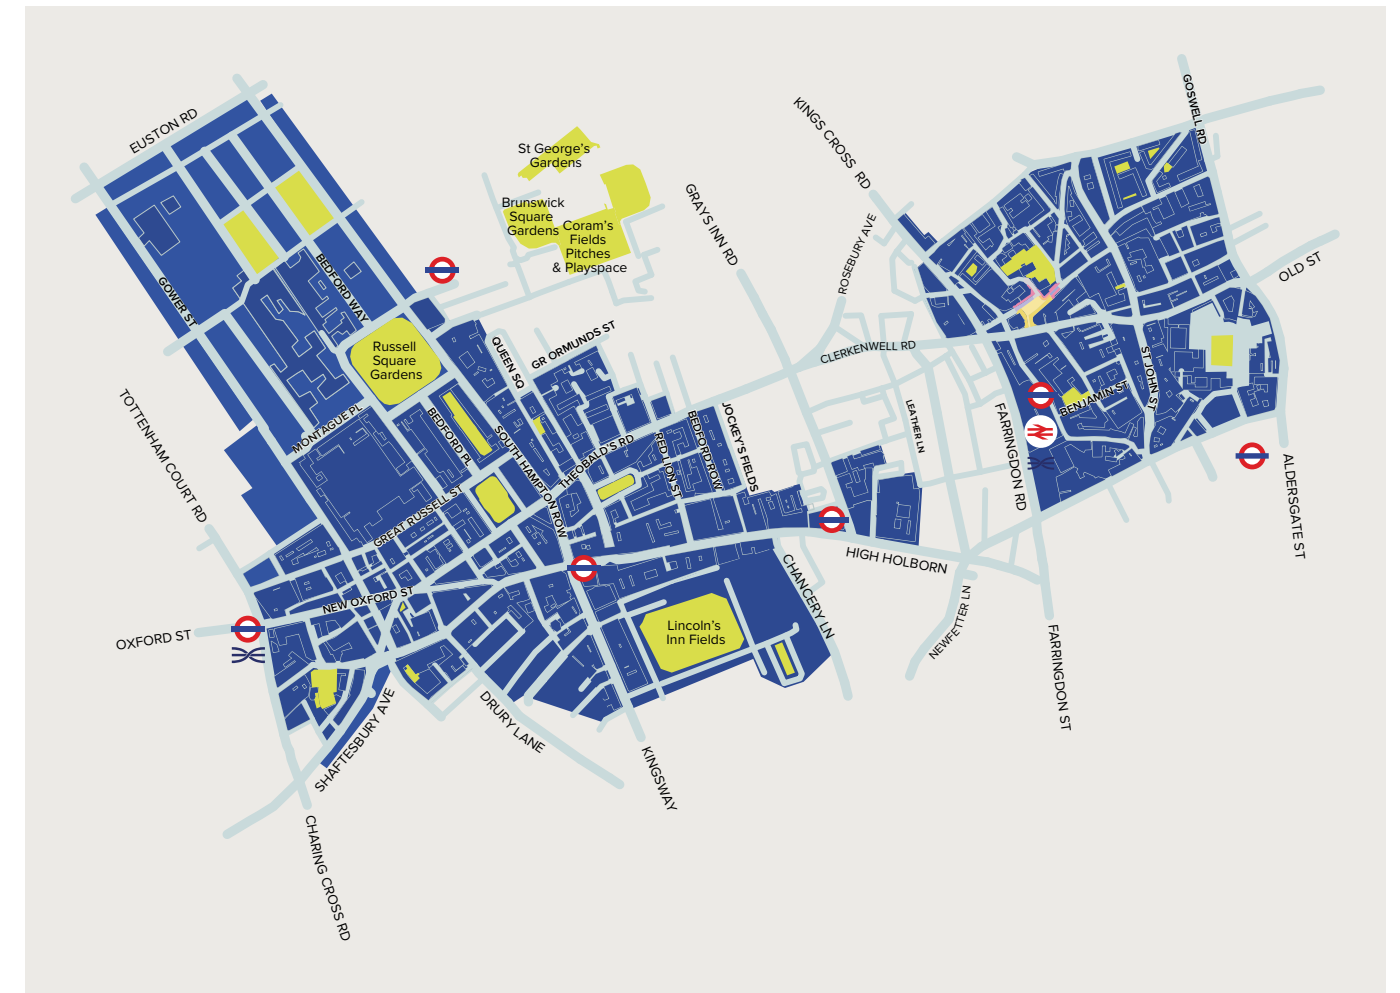 EUSTON RD
GOWER ST
BEDFORD WAY
St George's
Gardens
Brunswick
Square
Gardens
Coram's
Fields
Pitches
& Playspace
GRAYS INN RD
KINGS CROSS RD
ROSEBURY AVE
GOSWELL RD
OLD ST
CLERKENWELL RD
Russell
Square
Gardens
QUEEN SQ
GR ORMUNDS ST
TOTTENHAM COURT RD
MONTAGUE PL
BEDFORD PL
SOUTH HAMPTON ROW
THEOBALD'S RD
RED LION ST
BEDFORD ROW
JOCKEY'S FIELDS
LEATHER LN
FARRINGDON RD
BENJAMIN ST
ST JOHN ST
ALDERSGATE ST
GREAT RUSSELL ST
NEW OXFORD ST
OXFORD ST
HIGH HOLBORN
CHANCERY LN
NEWFETTER LN
FARRINGDON ST
Lincoln's
Inn Fields
SHAFTESBURY AVE
DRURY LANE
KINGSWAY
CHARING CROSS RD